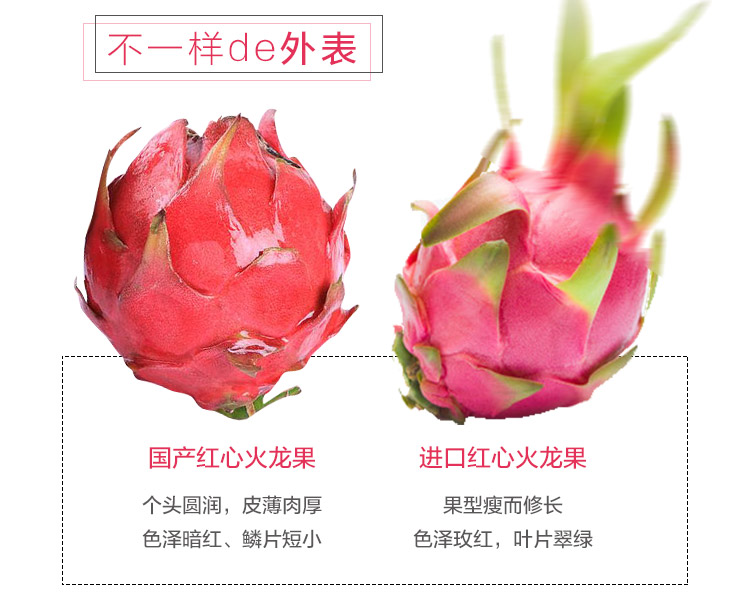 不一样de外表
国产红心火龙果
个头圆润，皮薄肉厚
色泽暗红、鳞片短小
进口红心火龙果
果型瘦而修长
色泽玫红，叶片翠绿